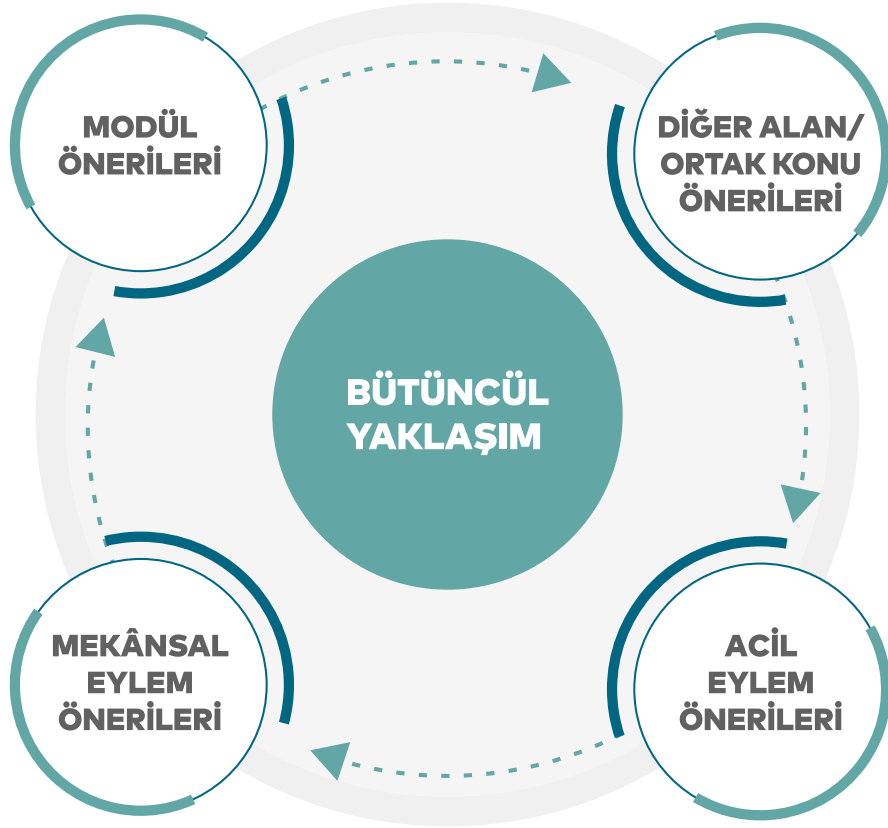 MODÜL
ÖNERİLERİ
DİĞER ALAN/
ORTAK KONU
ÖNERİLERİ
BÜTÜNCÜL
YAKLAŞIM
MEKÂNSAL
EYLEM
ÖNERİLERİ
ACİL
EYLEM
ÖNERİLERİ